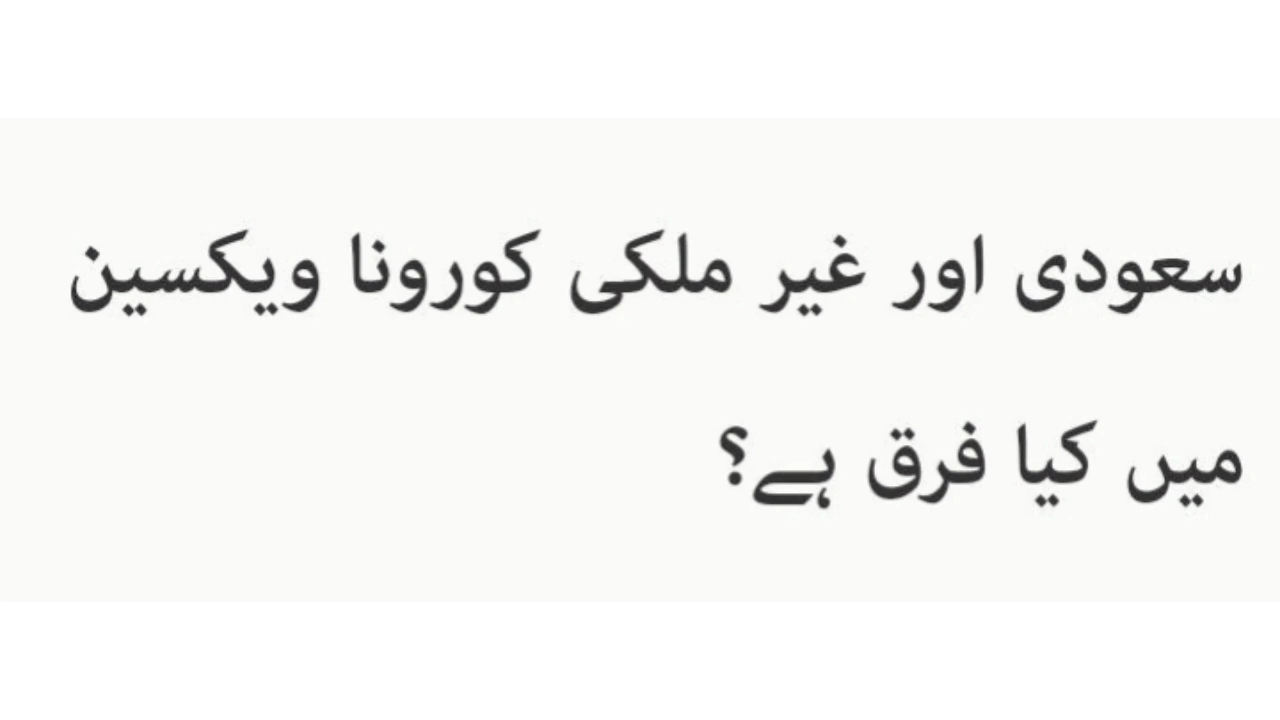 سعودی اور غیر ملکی کورونا ویکسین
میں کیا فرق ہے؟